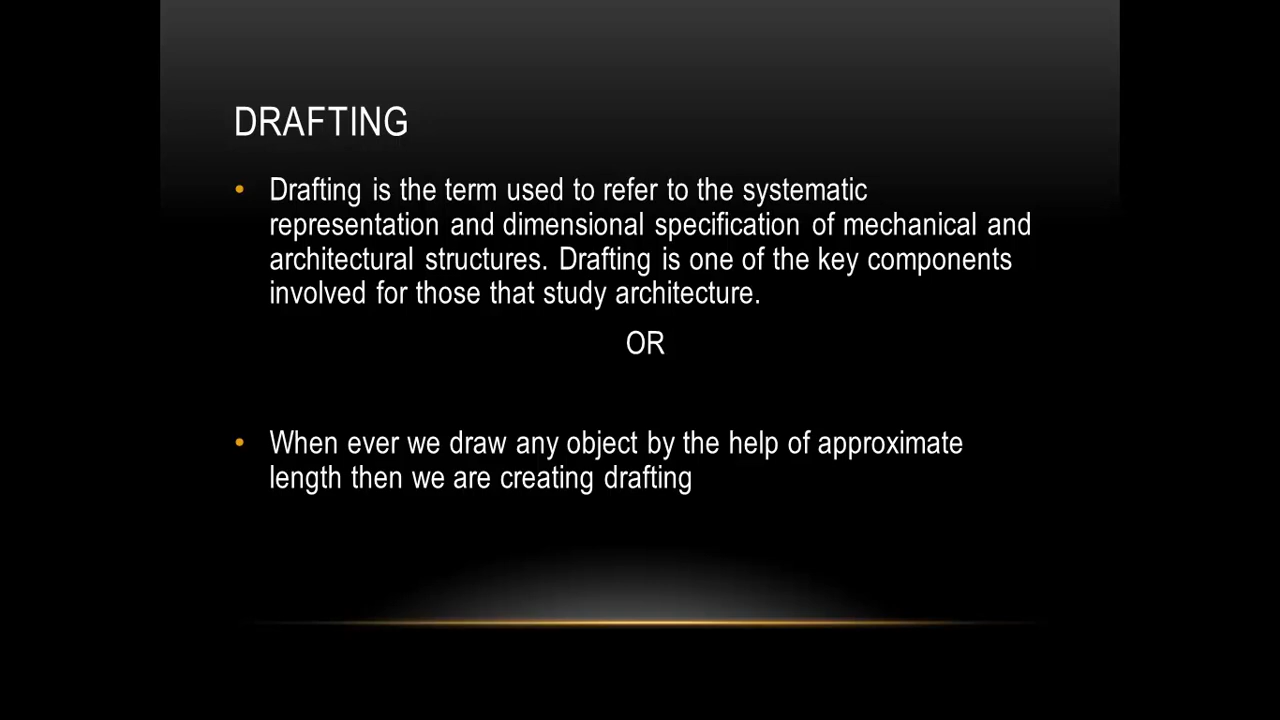 DRAFTING
• Drafting is the term used to refer to the systematic
representation and dimensional specification of mechanical and
architectural structures. Drafting is one of the key components
involved for those that study architecture.
OR
• When ever we draw any object by the help of approximate
length then we are creating drafting